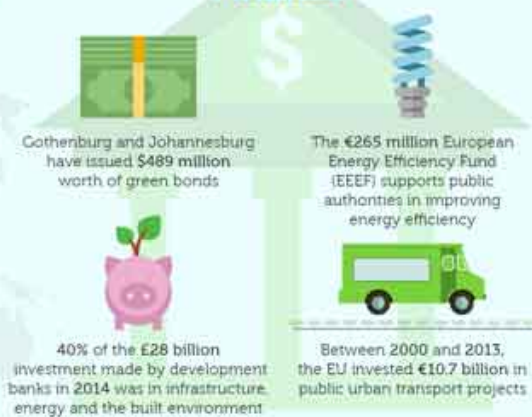 $
Gothenburg and Johannesburg
have issued $489 million
worth of green bonds
The €265 million European
Energy Efficiency Fund
(EEEF) supports public
authorities in improving
energy efficiency
40% of the £28 billion
investment made by development
banks in 2014 was in infrastructure,
energy and the built environment
Between 2000 and 2013,
the EU invested €10.7 billion in
public urban transport projects